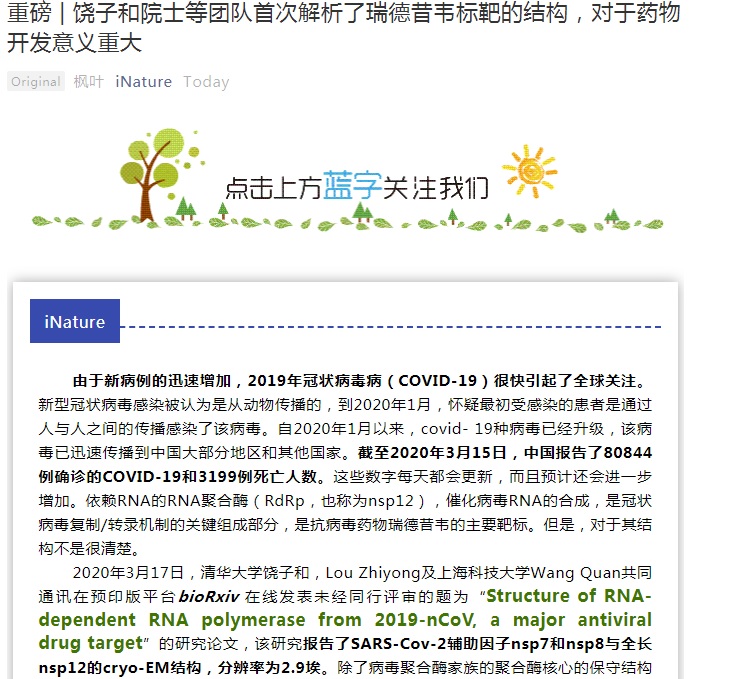 重磅 | 饶子和院士等团队首次解析了瑞德昔韦标靶的结构，对于药物
开发意义重大
Original 枫叶 iNature Today
点击上方蓝字关注我们
iNature
由于新病例的迅速增加，2019年冠状病毒病（COVID-19）很快引起了全球关注。
新型冠状病毒感染被认为是从动物传播的，到2020年1月，怀疑最初受感染的患者是通过
人与人之间的传播感染了该病毒。自2020年1月以来，covid- 19种病毒已经升级，该病
毒已迅速传播到中国大部分地区和其他国家。截至2020年3月15日，中国报告了80844
例确诊的COVID-19和3199例死亡人数。这些数字每天都会更新，而且预计还会进一步
增加。依赖RNA的RNA聚合酶（RdRp，也称为nsp12），催化病毒RNA的合成，是冠状
病毒复制/转录机制的关键组成部分，是抗病毒药物瑞德昔韦的主要靶标。但是，对于其结
构不是很清楚。
2020年3月17日，清华大学饶子和，Lou Zhiyong及上海科技大学Wang Quan共同
通讯在预印版平台bioRxiv 在线发表未经同行评审的题为“Structure of RNA-
dependent RNA polymerase from 2019-nCoV, a major antiviral
drug target”的研究论文，该研究报告了SARS-Cov-2辅助因子nsp7和nsp8与全长
nsp12的cryo-EM结构，分辨率为2.9埃。除了病毒聚合酶家族的聚合酶核心的保守结构